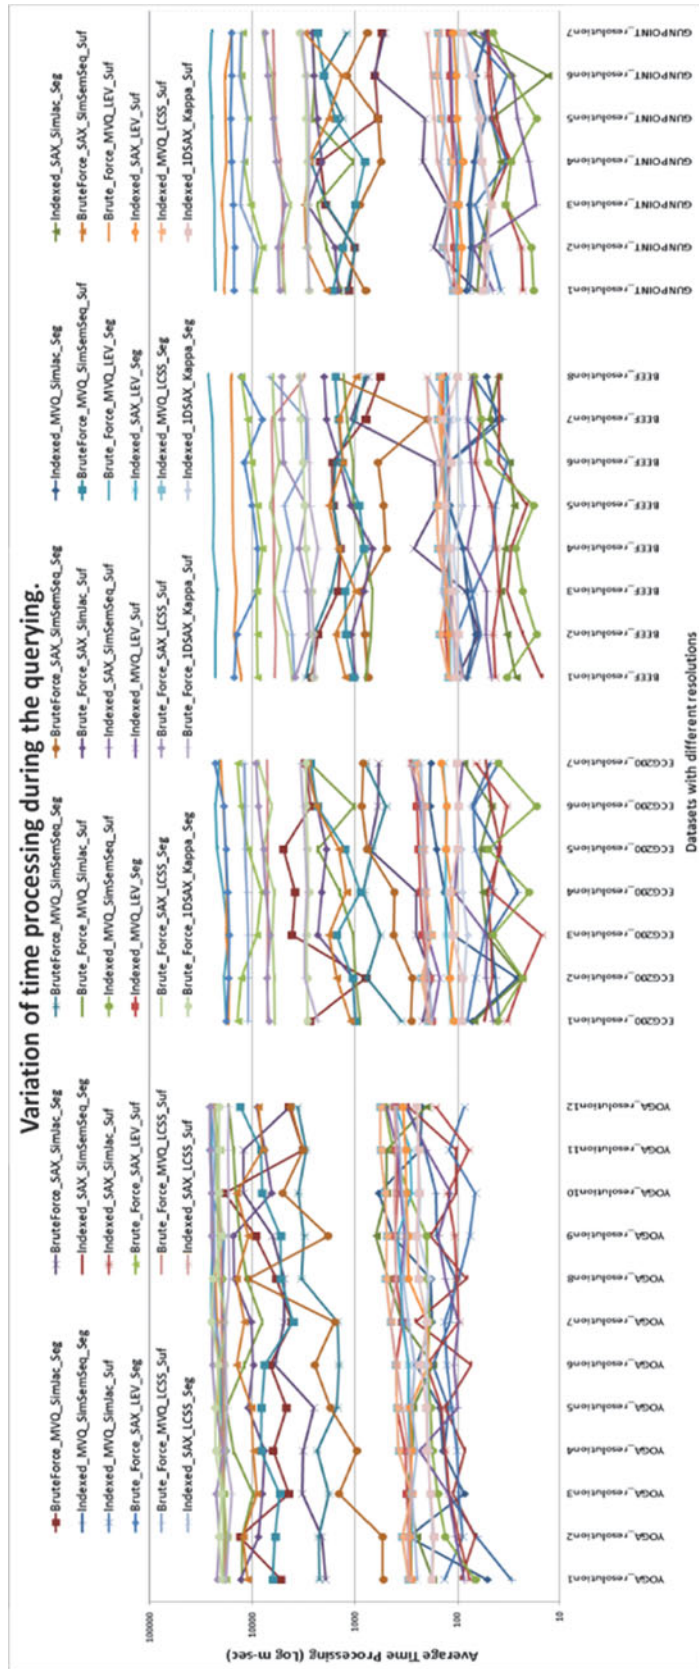 Variation of time processing during the querying.
BruteForce_MVQ_SimJac_Seg
BruteForce_SAX_SimJac_Seg
BruteForce_MVQ_SimSemSeq_Seg
BruteForce_SAX_SimSemSeq_Seg
Indexed_MVQ_SimJac_Seg
Indexed_SAX_SimJac_Seg
Indexed_MVQ_SimSemSeq_Seg
Indexed_SAX_SimSemSeq_Seg
Brute_Force_MVQ_SimJac_Suf
Brute_Force_SAX_SimJac_Suf
BruteForce_MVQ_SimSemSeq_Suf
BruteForce_SAX_SimSemSeq_Suf
Indexed_MVQ_SimJac_Suf
Indexed_SAX_SimJac_Suf
Indexed_MVQ_SimSemSeq_Suf
Indexed_SAX_SimSemSeq_Suf
Brute_Force_MVQ_LEV_Seg
Brute_Force_MVQ_LEV_Suf
Brute_Force_SAX_LEV_Seg
Brute_Force_SAX_LEV_Suf
Indexed_MVQ_LEV_Seg
Indexed_MVQ_LEV_Suf
Indexed_SAX_LEV_Seg
Indexed_SAX_LEV_Suf
Brute_Force_MVQ_LCSS_Suf
Brute_Force_MVQ_LCSS_Suf
Brute_Force_SAX_LCSS_Seg
Brute_Force_SAX_LCSS_Suf
Indexed_MVQ_LCSS_Seg
Indexed_MVQ_LCSS_Suf
Indexed_SAX_LCSS_Seg
Indexed_SAX_LCSS_Suf
Brute_Force_1DSAX_Kappa_Seg
Brute_Force_1DSAX_Kappa_Suf
Indexed_1DSAX_Kappa_Seg
Indexed_1DSAX_Kappa_Suf
Average Time Processing (Log m-sec)
100000
10000
1000
100
10
YOGA_resolution1
YOGA_resolution2
YOGA_resolution3
YOGA_resolution4
YOGA_resolution5
YOGA_resolution6
YOGA_resolution7
YOGA_resolution8
YOGA_resolution9
YOGA_resolution10
YOGA_resolution11
YOGA_resolution12
ECG200_resolution1
ECG200_resolution2
ECG200_resolution3
ECG200_resolution4
ECG200_resolution5
ECG200_resolution6
ECG200_resolution7
BEEF_resolution1
BEEF_resolution2
BEEF_resolution3
BEEF_resolution4
BEEF_resolution5
BEEF_resolution6
BEEF_resolution7
BEEF_resolution8
GUNPOINT_resolution1
GUNPOINT_resolution2
GUNPOINT_resolution3
GUNPOINT_resolution4
GUNPOINT_resolution5
GUNPOINT_resolution6
GUNPOINT_resolution7
Datasets with different resolutions